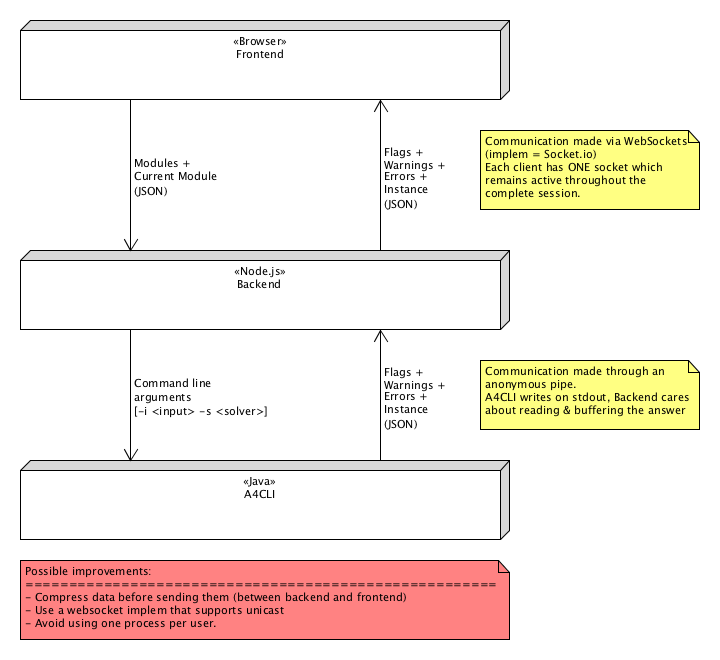 «Browser»
Frontend
Modules +
Current Module
(JSON)
Flags +
Warnings +
Errors +
Instance
(JSON)
Communication made via WebSockets
(implem = Socket.io)
Each client has ONE socket which
remains active throughout the
complete session.
«Node.js»
Backend
Command line
arguments
[-i <input> -s <solver>]
Flags +
Warnings +
Errors +
Instance
(JSON)
Communication made through an
anonymous pipe.
A4CLI writes on stdout, Backend cares
about reading & buffering the answer
«Java»
A4CLI
Possible improvements:
=====================================================
- Compress data before sending them (between backend and frontend)
- Use a websocket implem that supports unicast
- Avoid using one process per user.